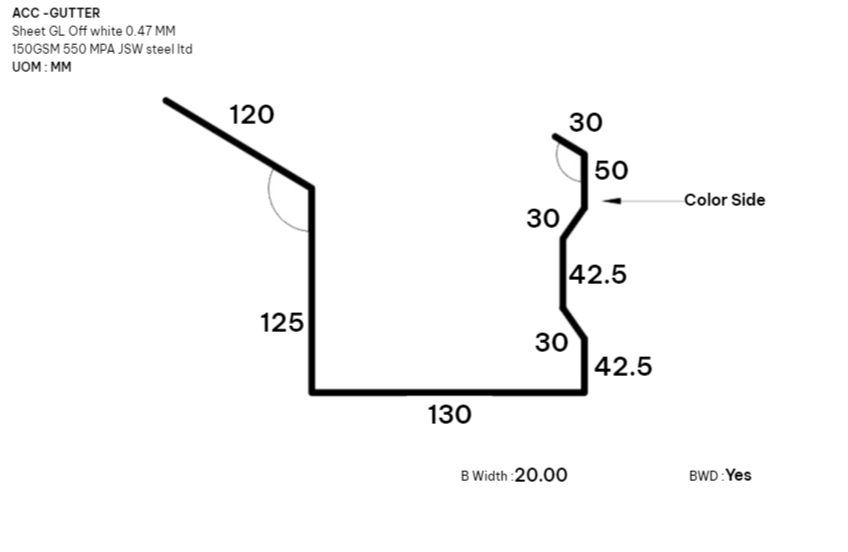 ACC -GUTTER
Sheet GL Off white 0.47 MM
150GSM 550 MPA JSW steel ltd
UOM : MM
120
30
50
Color Side
30
42.5
125
30
42.5
130
B Width :20.00
BWD :Yes